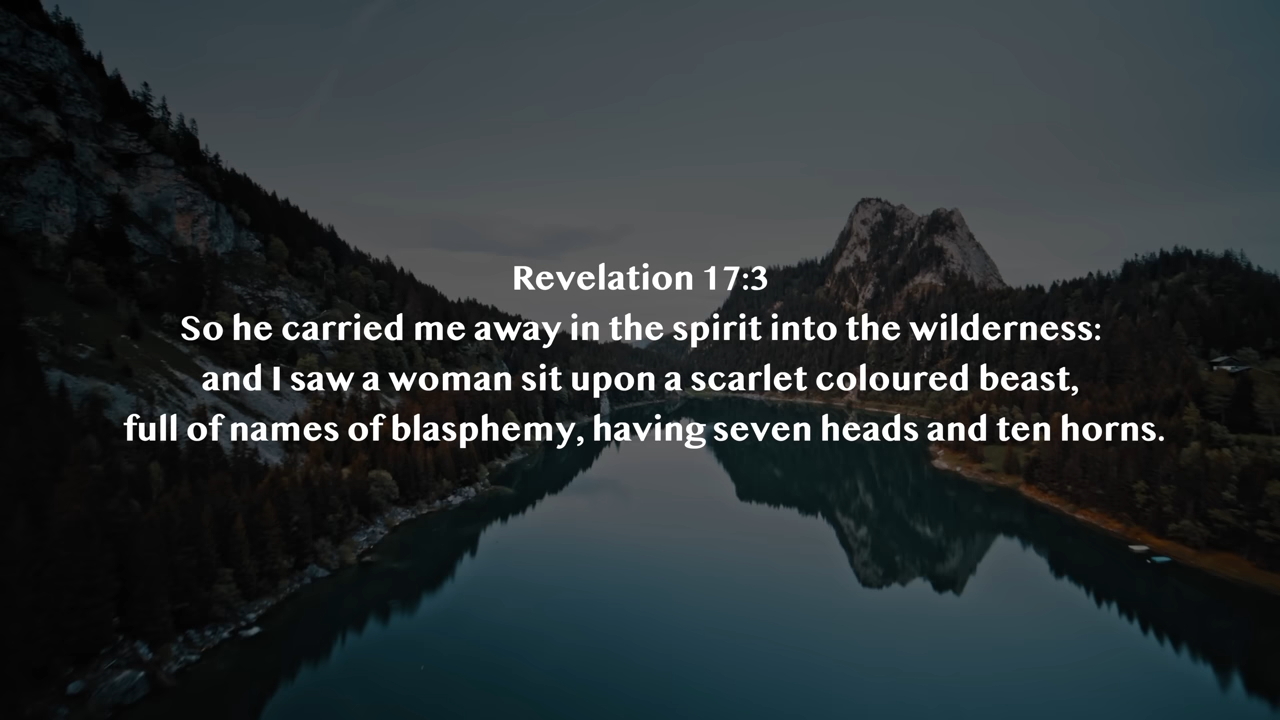 Revelation 17:3
So he carried me away in the spirit into the wilderness:
and I saw a woman sit upon a scarlet coloured beast,
full of names of blasphemy, having seven heads and ten horns.